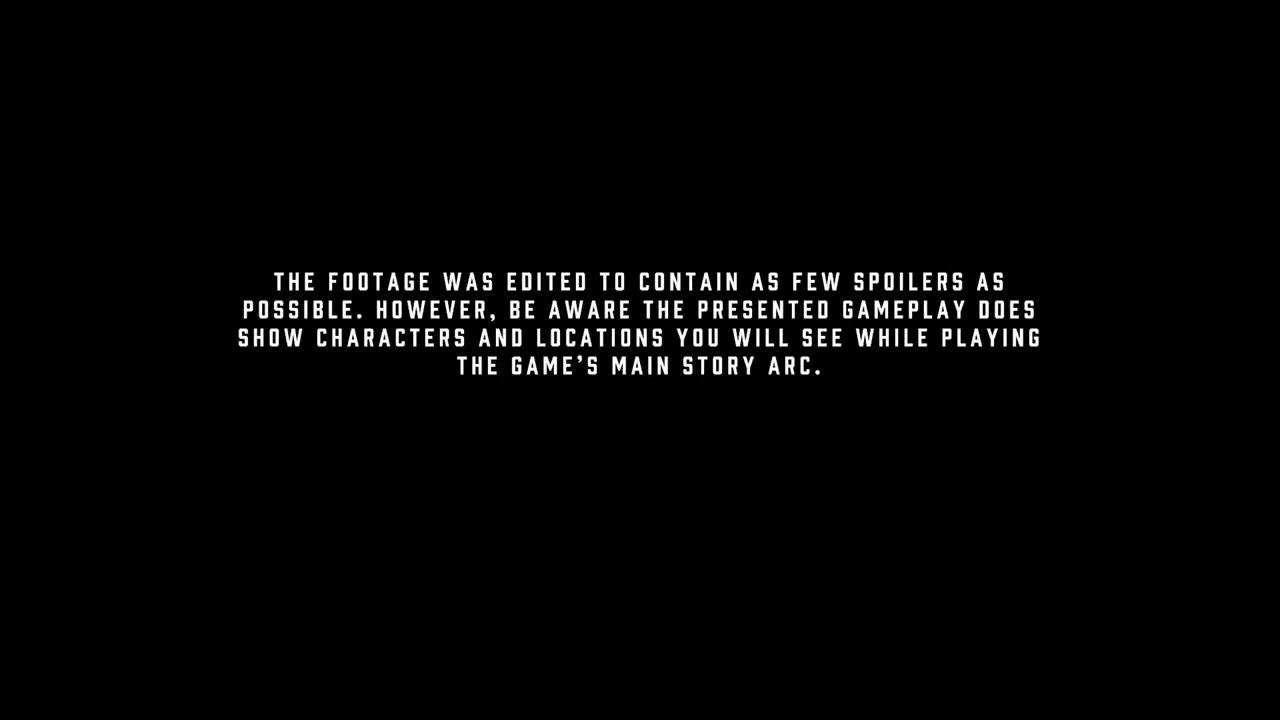 THE FOOTAGE WAS EDITED TO CONTAIN AS FEW SPOILERS AS
POSSIBLE. HOWEVER, BE AWARE THE PRESENTED GAMEPLAY DOES
SHOW CHARACTERS AND LOCATIONS YOU WILL SEE WHILE PLAYING
THE GAME’S MAIN STORY ARC.